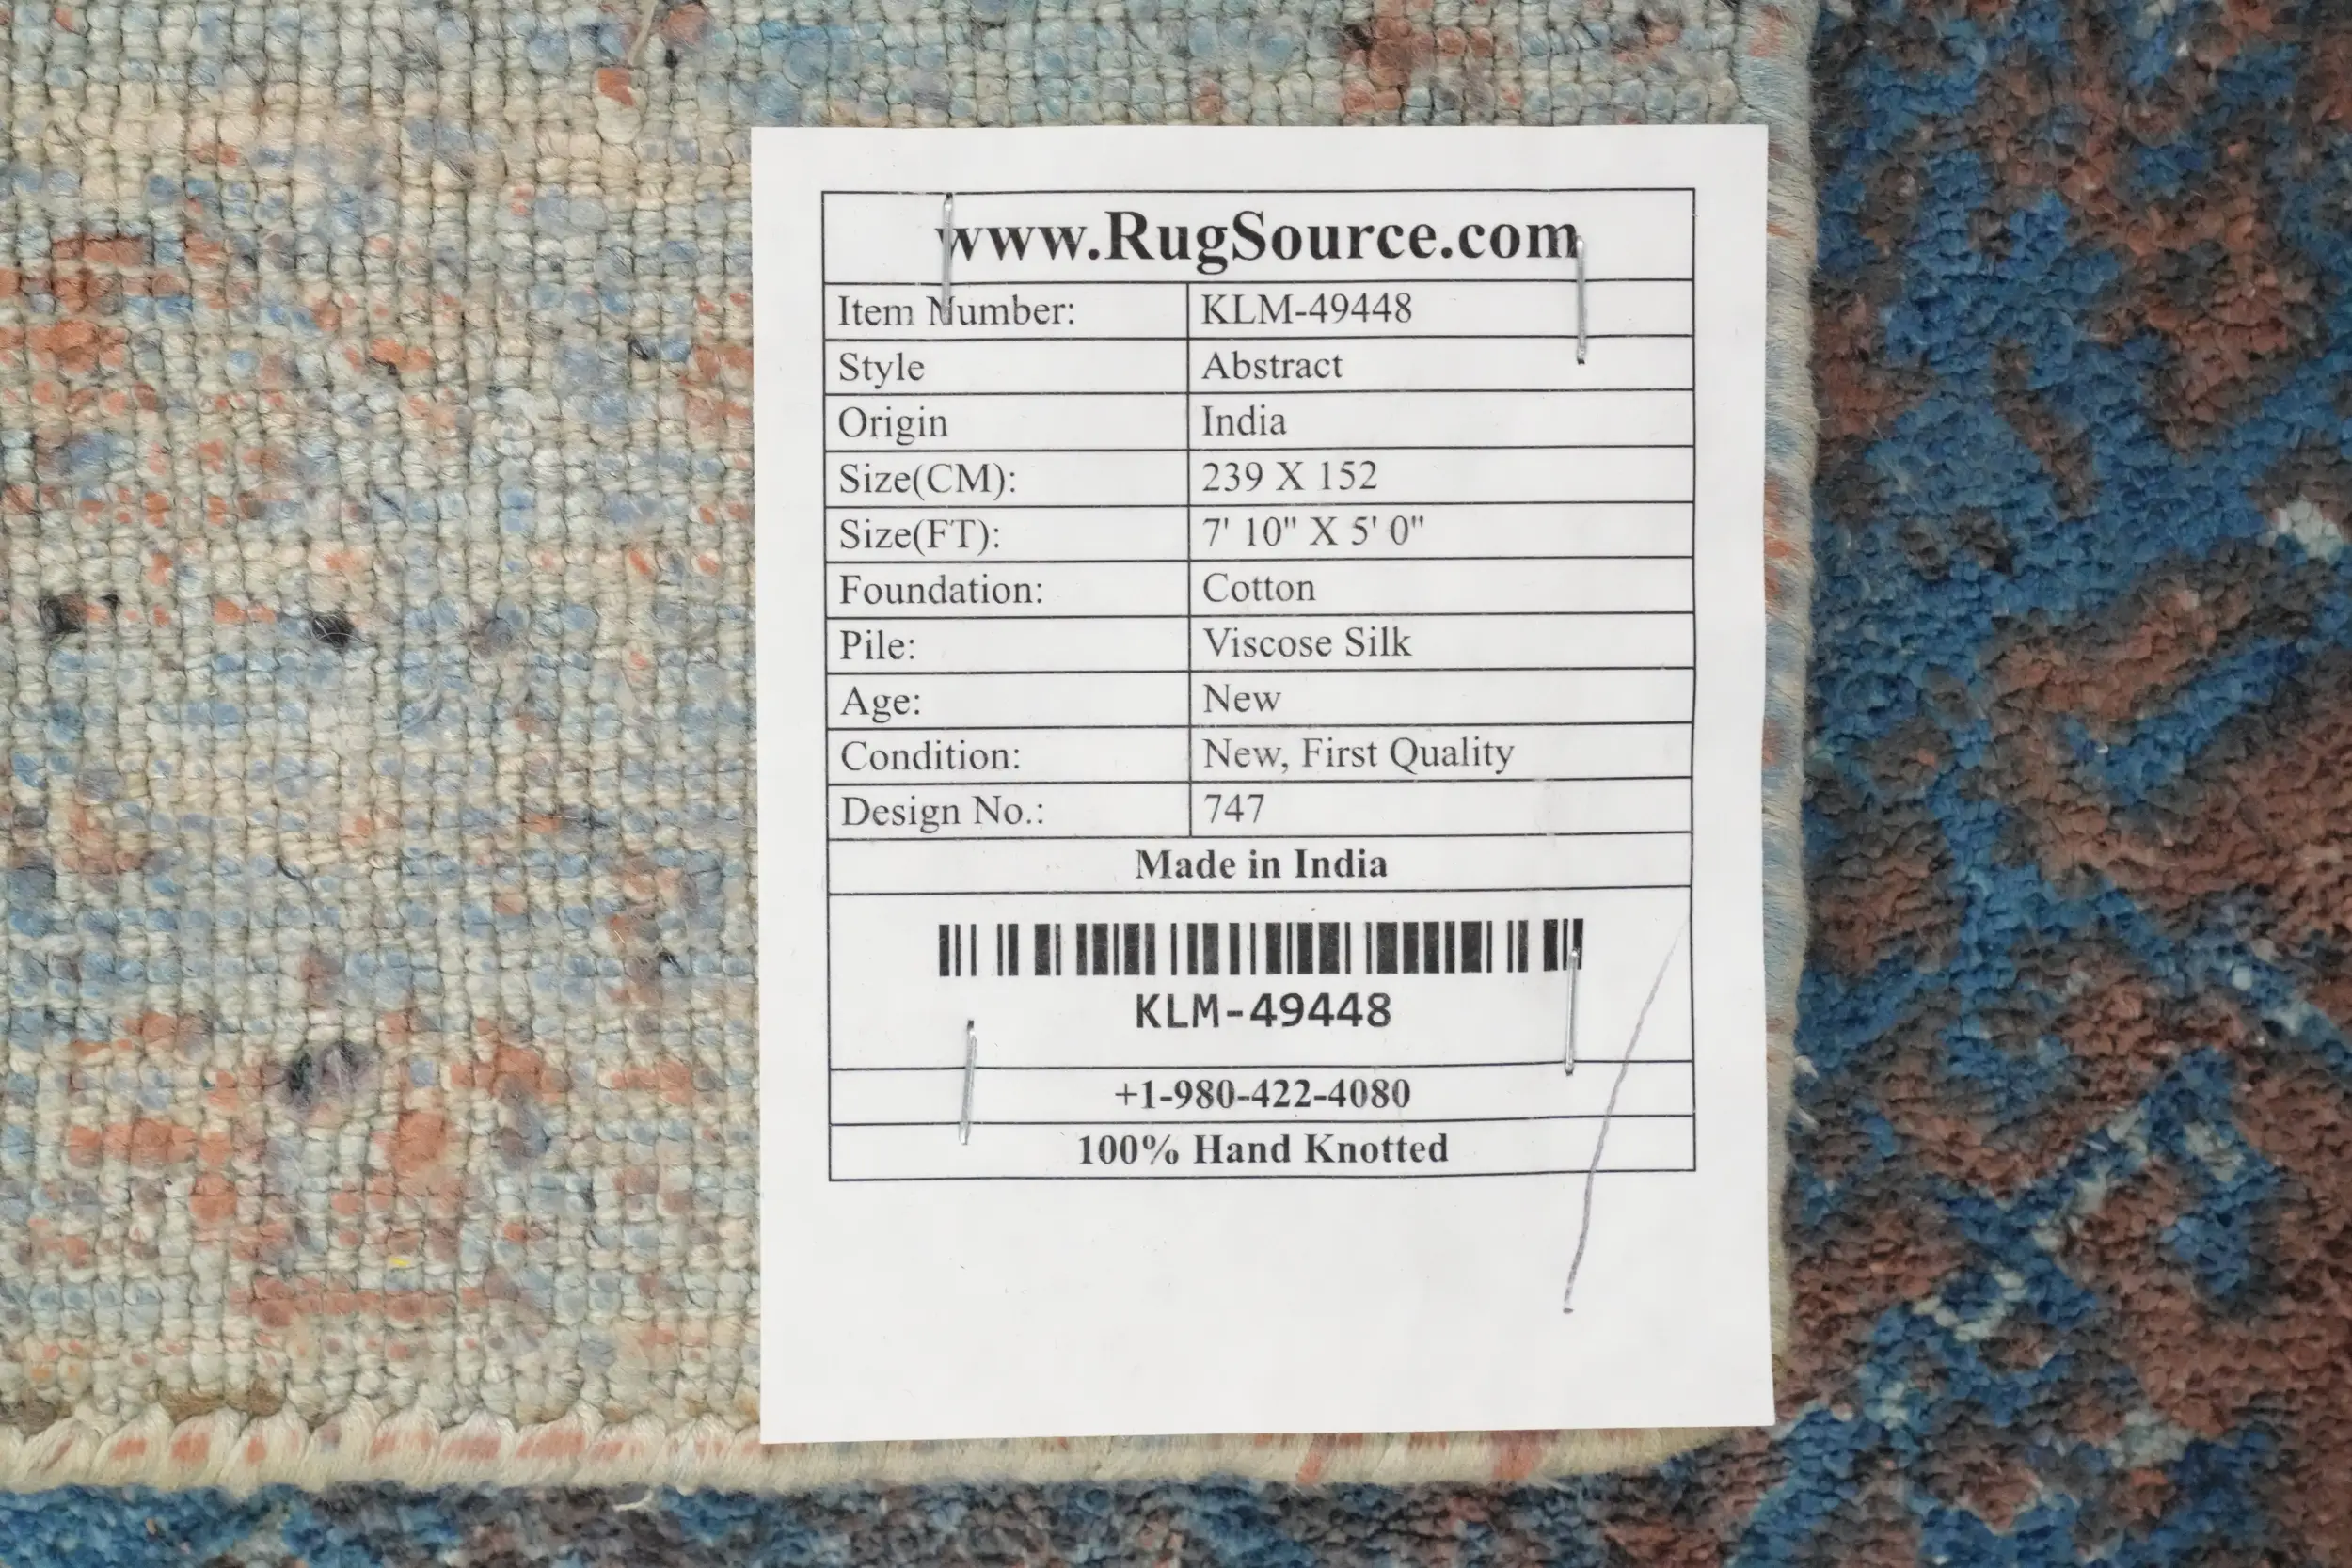 www.RugSource.com
Item Number: KLM-49448
Style Abstract
Origin India
Size(CM): 239 X 152
Size(FT): 7' 10" X 5' 0"
Foundation: Cotton
Pile: Viscose Silk
Age: New
Condition: New, First Quality
Design No.: 747
Made in India
KLM-49448
+1-980-422-4080
100% Hand Knotted